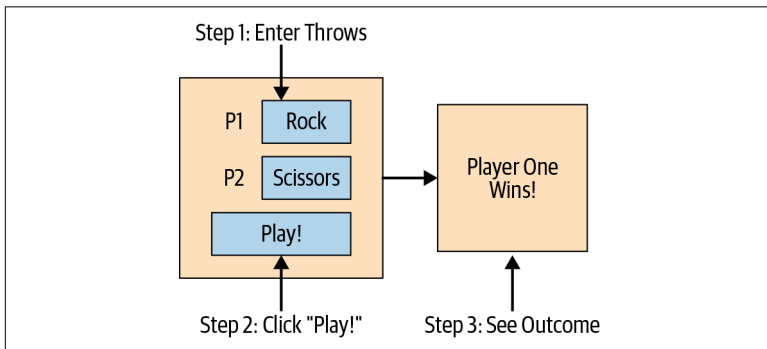 Step 1: Enter Throws
P1 Rock
P2 Scissors
Play!
Player One
Wins!
Step 2: Click "Play!"
Step 3: See Outcome